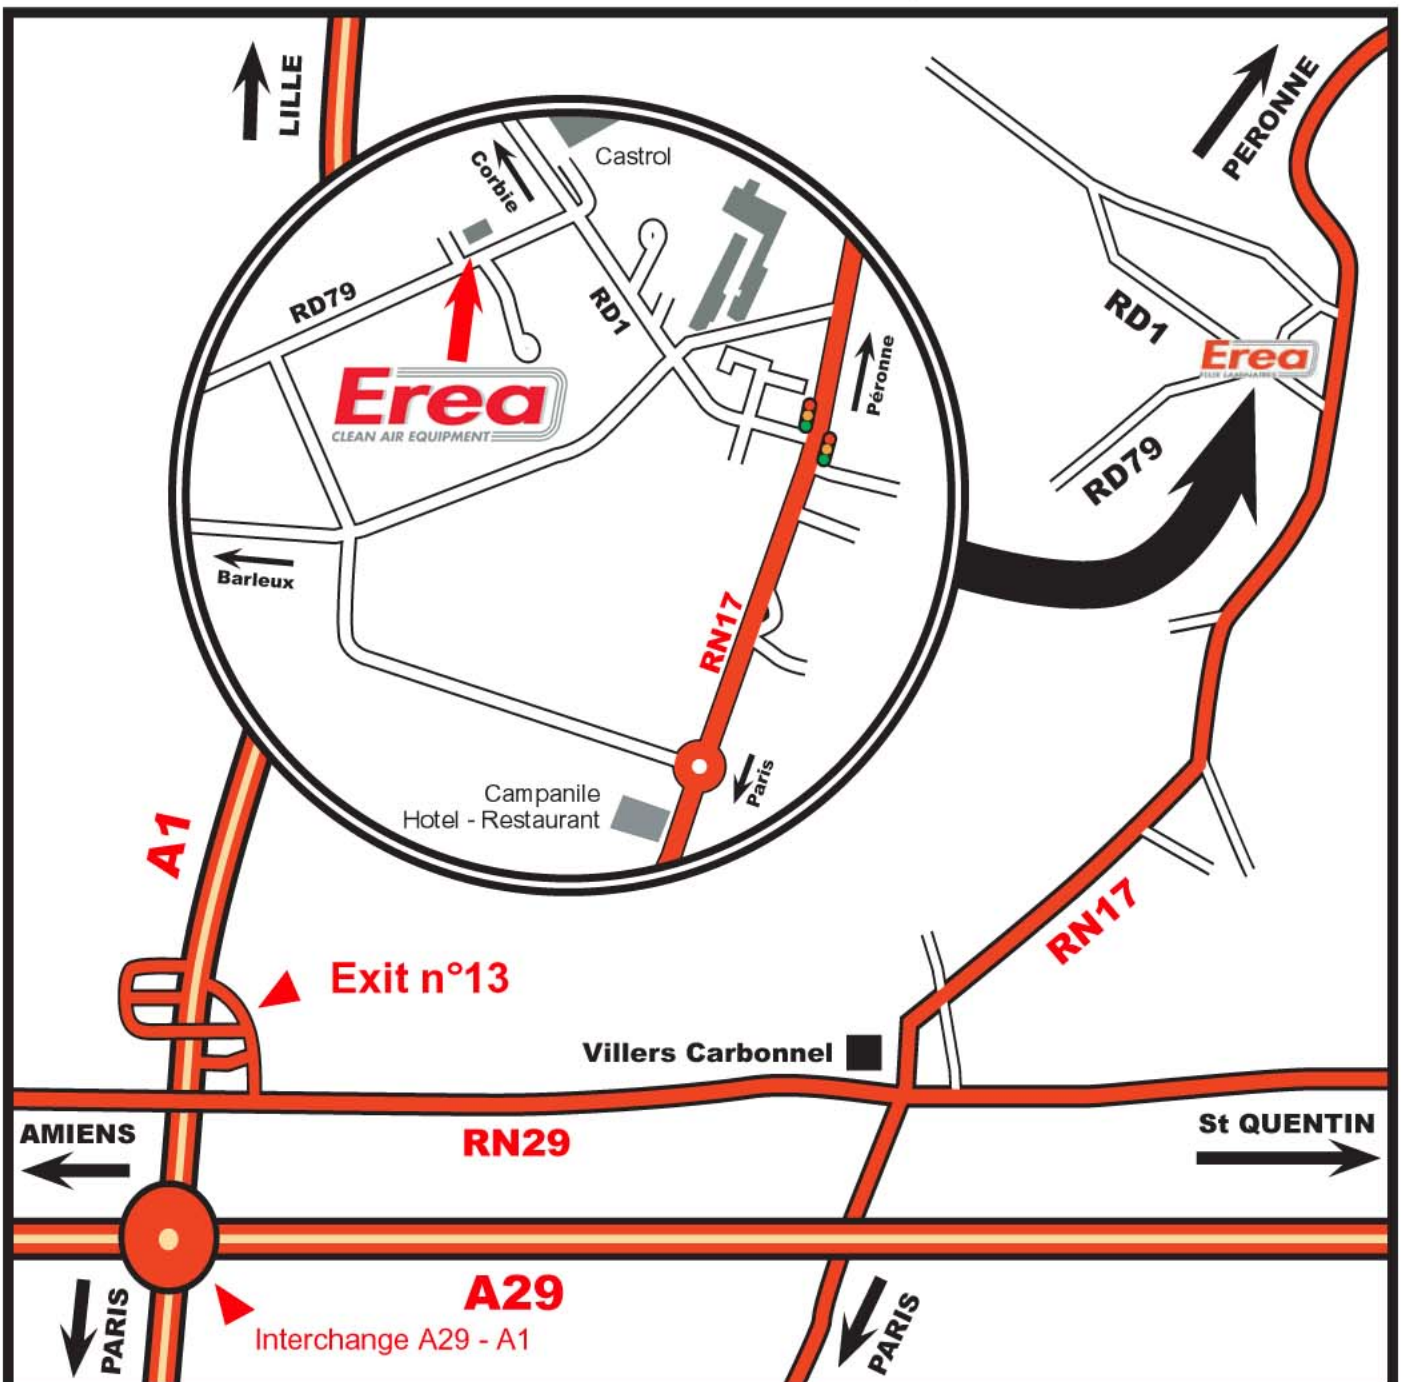 LILLE
PERONNE
Castrol
Corbie
RD79
RD1
Péronne
Erea
CLEAN AIR EQUIPMENT
RD1
Erea
RD79
Barleux
RN17
Paris
Campanile
Hotel - Restaurant
A1
RN17
Exit n°13
Villers Carbonnel
AMIENS
RN29
St QUENTIN
A29
Interchange A29 - A1
PARIS
PARIS